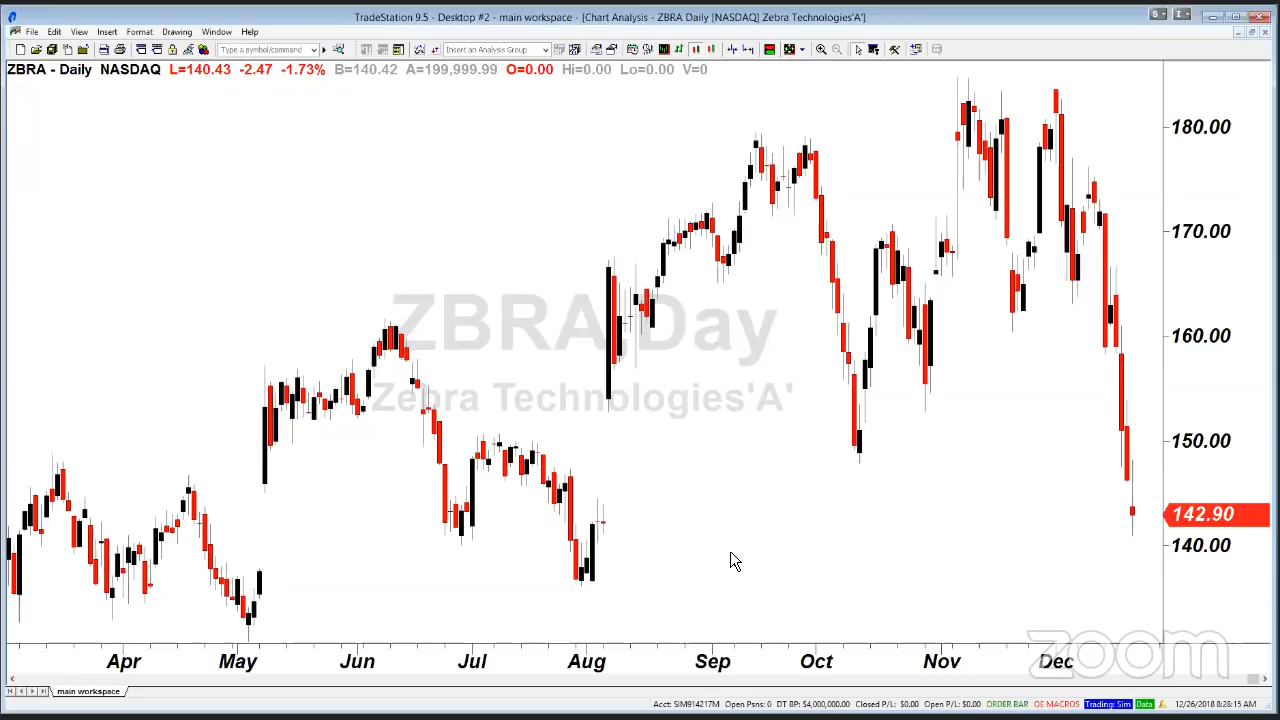 TradeStation 9.5 - Desktop #2 - main workspace - [Chart Analysis - ZBRA Daily [NASDAQ] Zebra Technologies'A']
S I
File Edit View Insert Format Drawing Window Help
Type a symbol/command Insert an Analysis Group
ZBRA - Daily NASDAQ L=140.43 -2.47 -1.73% B=140.42 A=199,999.99 O=0.00 Hi=0.00 Lo=0.00 V=0
180.00
170.00
ZBRA,Day
160.00
Zebra Technologies'A'
150.00
142.90
140.00
Apr May Jun Jul Aug Sep Oct Nov Dec
zoom
main workspace
Acct: SIM914217M Open Posns: 0 DT BP: $4,000,000.00 Closed P/L: $0.00 Open P/L: $0.00 ORDER BAR OE MACROS Trading: Sim Data 12/26/2018 8:28:15 AM